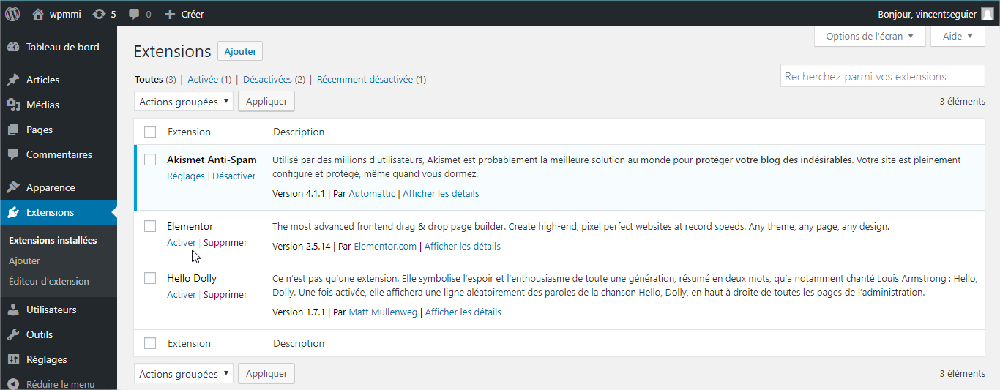 wpmmi 5 0 Créer Bonjour, vincentseguier
Tableau de bord
Articles
Médias
Pages
Commentaires
Apparence
Extensions
Extensions installées
Ajouter
Éditeur d'extension
Utilisateurs
Outils
Réglages
Réduire le menu
Options de l'écran Aide
Extensions Ajouter
Toutes (3) | Activée (1) | Désactivées (2) | Récemment désactivée (1)
Recherchez parmi vos extensions…
Actions groupées Appliquer 3 éléments
Extension Description
Akismet Anti-Spam
Réglages | Désactiver
Utilisé par des millions d'utilisateurs, Akismet est probablement la meilleure solution au monde pour protéger votre blog des indésirables. Votre site est pleinement
configuré et protégé, même quand vous dormez.
Version 4.1.1 | Par Automattic | Afficher les détails
Elementor
Activer | Supprimer
The most advanced frontend drag & drop page builder. Create high-end, pixel perfect websites at record speeds. Any theme, any page, any design.
Version 2.5.14 | Par Elementor.com | Afficher les détails
Hello Dolly
Activer | Supprimer
Ce n'est pas qu'une extension. Elle symbolise l'espoir et l'enthousiasme de toute une génération, résumé en deux mots, qu'a notamment chanté Louis Armstrong : Hello,
Dolly. Une fois activée, elle affichera une ligne aléatoirement des paroles de la chanson Hello, Dolly, en haut à droite de toutes les pages de l'administration.
Version 1.7.1 | Par Matt Mullenweg | Afficher les détails
Extension Description
Actions groupées Appliquer 3 éléments